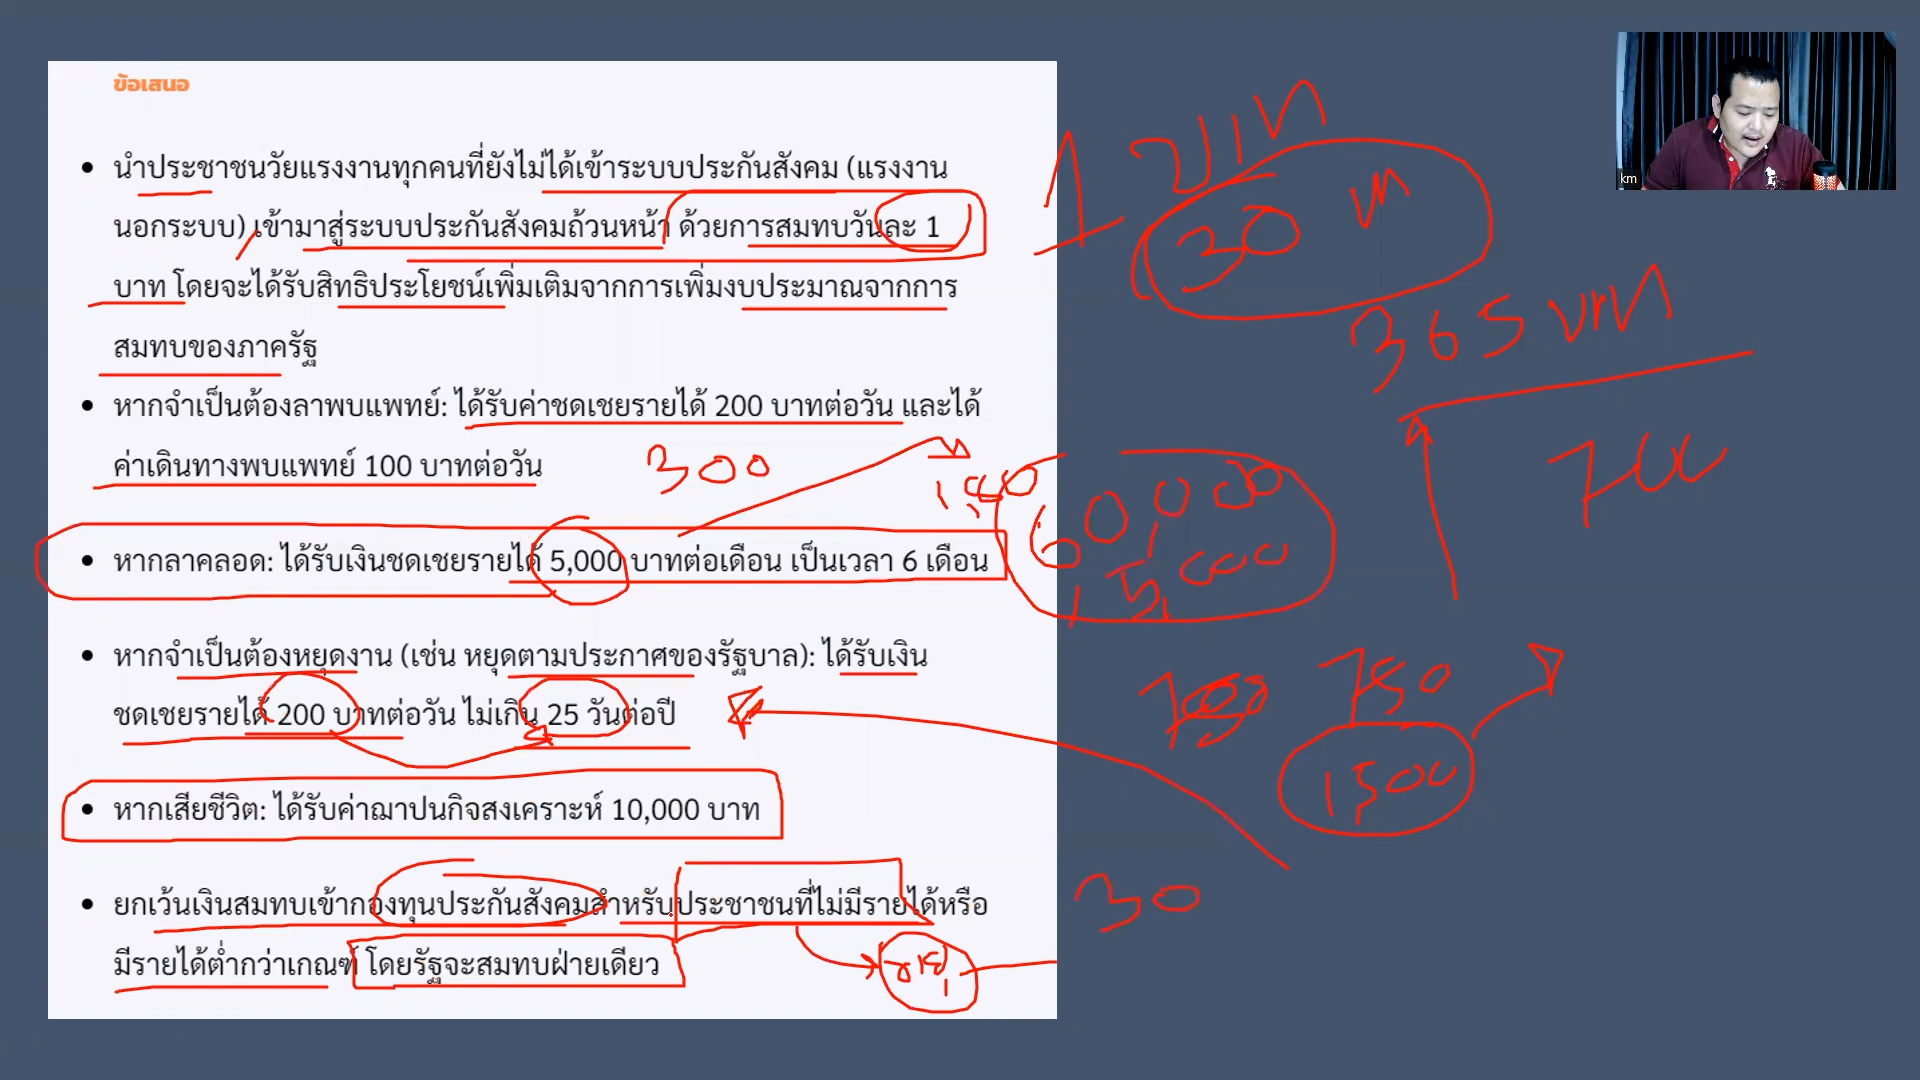 ข้อเสนอ
• นำประชาชนวัยแรงงานทุกคนที่ยังไม่ได้เข้าระบบประกันสังคม (แรงงาน
นอกระบบ) เข้ามาสู่ระบบประกันสังคมถ้วนหน้า ด้วยการสมทบวันละ 1
บาท โดยจะได้รับสิทธิประโยชน์เพิ่มเติมจากการเพิ่มงบประมาณจากการ
สมทบของภาครัฐ
• หากจำเป็นต้องลาพบแพทย์: ได้รับค่าชดเชยรายได้ 200 บาทต่อวัน และได้
ค่าเดินทางพบแพทย์ 100 บาทต่อวัน
300
• หากลาคลอด: ได้รับเงินชดเชยรายได้ 5,000 บาทต่อเดือน เป็นเวลา 6 เดือน
• หากจำเป็นต้องหยุดงาน (เช่น หยุดตามประกาศของรัฐบาล): ได้รับเงิน
ชดเชยรายได้ 200 บาทต่อวัน ไม่เกิน 25 วันต่อปี
• หากเสียชีวิต: ได้รับค่าฌาปนกิจสงเคราะห์ 10,000 บาท
• ยกเว้นเงินสมทบเข้ากองทุนประกันสังคมสำหรับประชาชนที่ไม่มีรายได้หรือ
มีรายได้ต่ำกว่าเกณฑ์ โดยรัฐจะสมทบฝ่ายเดียว
1 บาท
30
365 บาท
700
60,000
15,000
750
1500
30
km